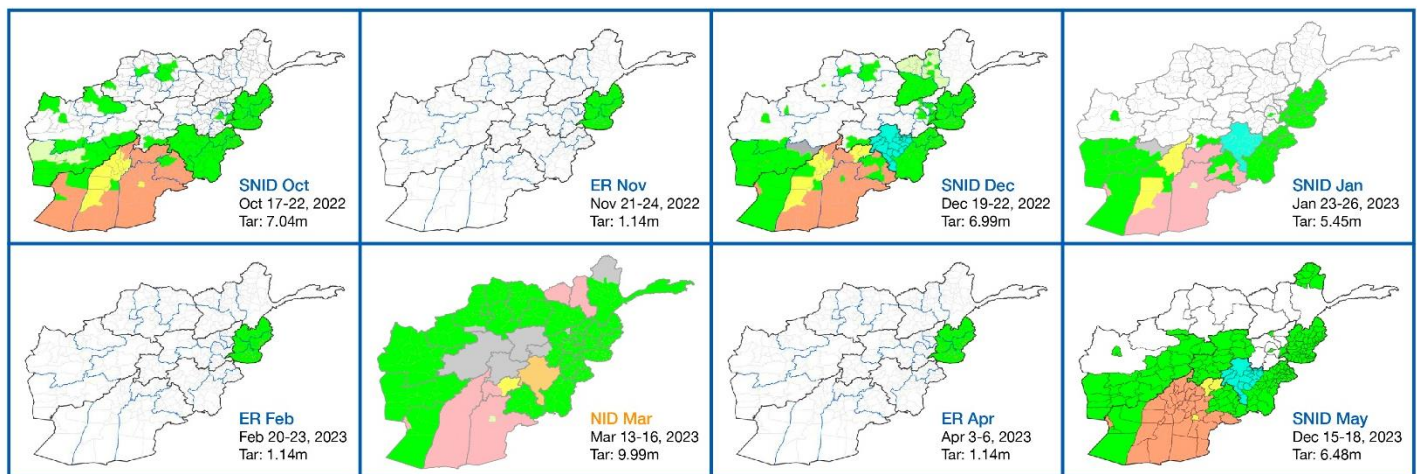 SNID Oct
Oct 17-22, 2022
Tar: 7.04m
ER Nov
Nov 21-24, 2022
Tar: 1.14m
SNID Dec
Dec 19-22, 2022
Tar: 6.99m
SNID Jan
Jan 23-26, 2023
Tar: 5.45m
ER Feb
Feb 20-23, 2023
Tar: 1.14m
NID Mar
Mar 13-16, 2023
Tar: 9.99m
ER Apr
Apr 3-6, 2023
Tar: 1.14m
SNID May
Dec 15-18, 2023
Tar: 6.48m